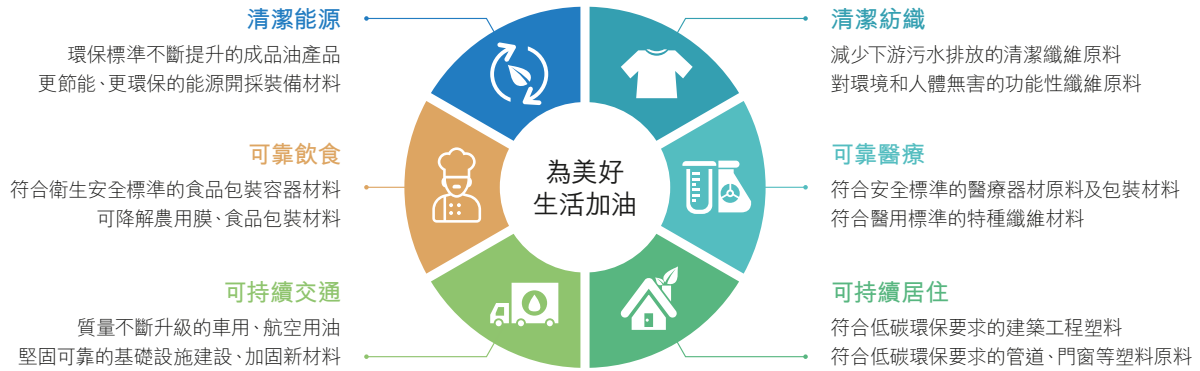 清潔能源
環保標準不斷提升的成品油產品
更節能、更環保的能源開採裝備材料
可靠飲食
符合衛生安全標準的食品包裝容器材料
可降解農用膜、食品包裝材料
可持續交通
質量不斷升級的車用、航空用油
堅固可靠的基礎設施建設、加固新材料
為美好
生活加油
清潔紡織
減少下游污水排放的清潔纖維原料
對環境和人體無害的功能性纖維原料
可靠醫療
符合安全標準的醫療器材原料及包裝材料
符合醫用標準的特種纖維材料
可持續居住
符合低碳環保要求的建築工程塑料
符合低碳環保要求的管道、門窗等塑料原料